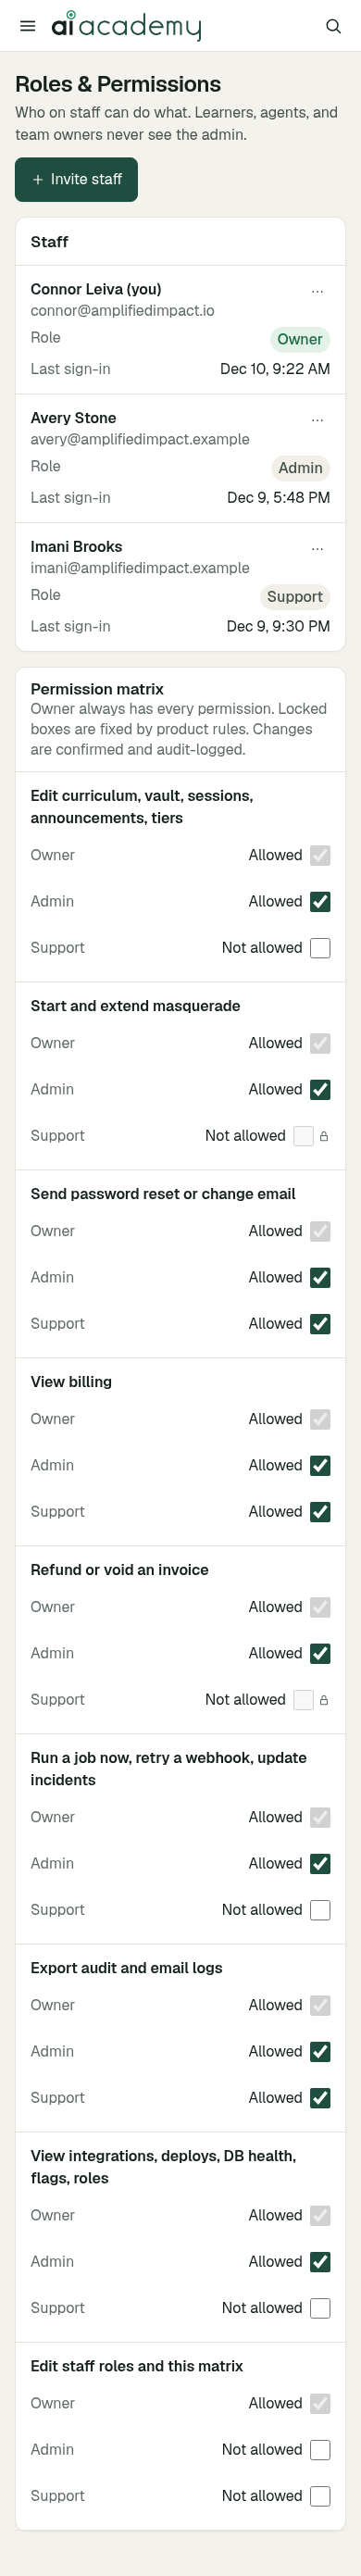 ai academy
Roles & Permissions
Who on staff can do what. Learners, agents, and
team owners never see the admin.
+ Invite staff
Staff
Connor Leiva (you) ...
connor@amplifiedimpact.io
Role Owner
Last sign-in Dec 10, 9:22 AM
Avery Stone ...
avery@amplifiedimpact.example
Role Admin
Last sign-in Dec 9, 5:48 PM
Imani Brooks ...
imani@amplifiedimpact.example
Role Support
Last sign-in Dec 9, 9:30 PM
Permission matrix
Owner always has every permission. Locked
boxes are fixed by product rules. Changes
are confirmed and audit-logged.
Edit curriculum, vault, sessions,
announcements, tiers
Owner Allowed
Admin Allowed
Support Not allowed
Start and extend masquerade
Owner Allowed
Admin Allowed
Support Not allowed
Send password reset or change email
Owner Allowed
Admin Allowed
Support Allowed
View billing
Owner Allowed
Admin Allowed
Support Allowed
Refund or void an invoice
Owner Allowed
Admin Allowed
Support Not allowed
Run a job now, retry a webhook, update
incidents
Owner Allowed
Admin Allowed
Support Not allowed
Export audit and email logs
Owner Allowed
Admin Allowed
Support Allowed
View integrations, deploys, DB health,
flags, roles
Owner Allowed
Admin Allowed
Support Not allowed
Edit staff roles and this matrix
Owner Allowed
Admin Not allowed
Support Not allowed